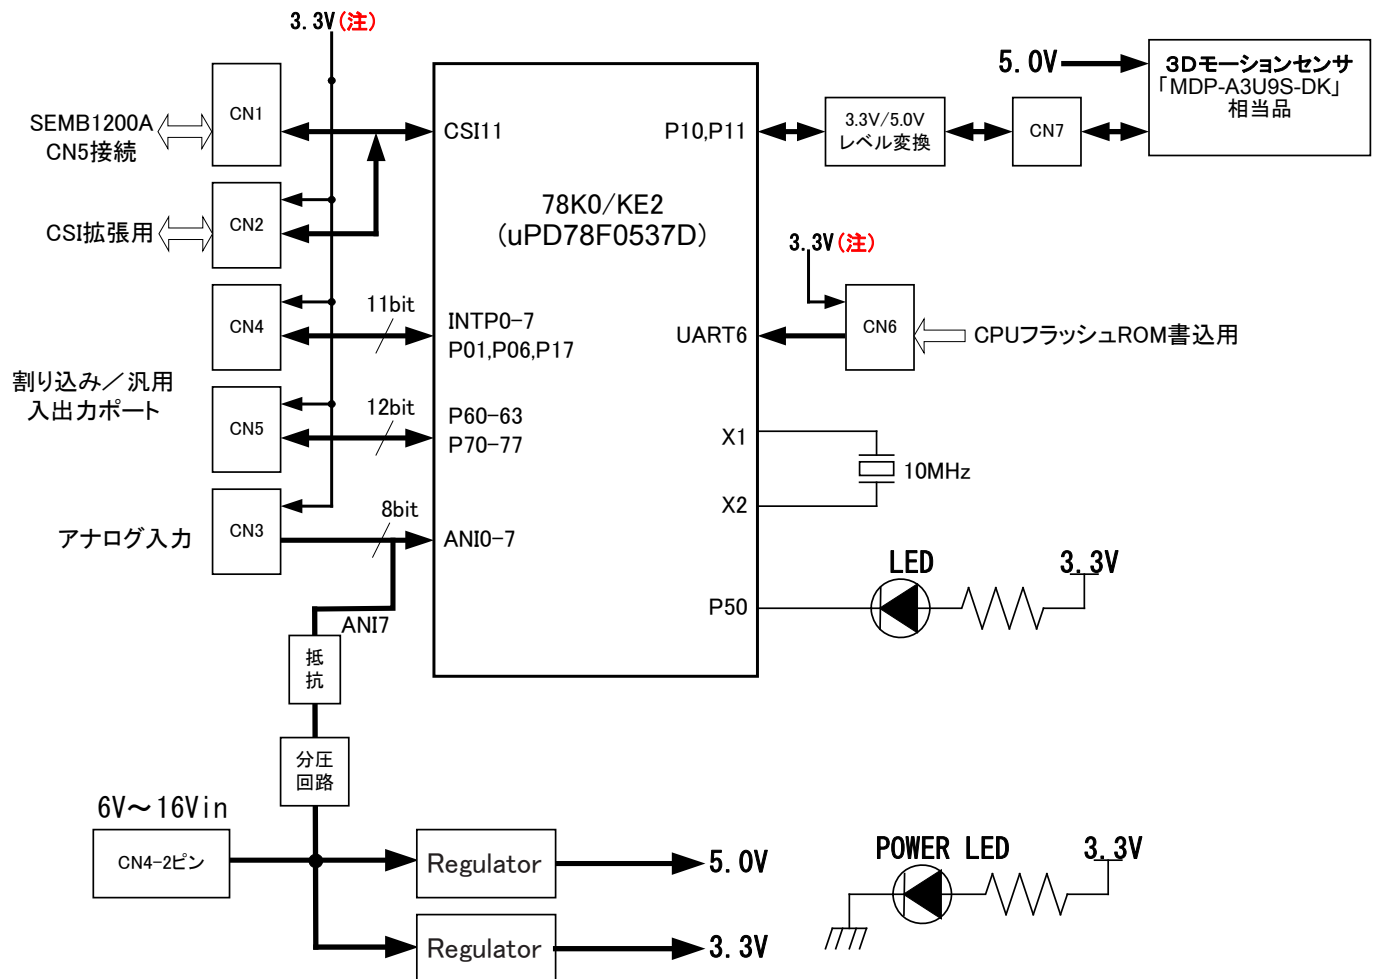 3.3V(注)
CN1
SEMB1200A
CN5接続
CSI11
CN2
CSI拡張用
CN4
11bit
INTP0-7
P01,P06,P17
割り込み／汎用
入出力ポート
CN5
12bit
P60-63
P70-77
CN3
アナログ入力
8bit
ANI0-7
ANI7
抵
抗
分圧
回路
78K0/KE2
(uPD78F0537D)
P10,P11
3.3V/5.0V
レベル変換
CN7
5.0V
3Dモーションセンサ
「MDP-A3U9S-DK」
相当品
3.3V(注)
UART6
CN6
CPUフラッシュROM書込用
X1
X2
10MHz
P50
LED
3.3V
6V～16Vin
CN4-2ピン
Regulator
5.0V
Regulator
3.3V
POWER LED
3.3V